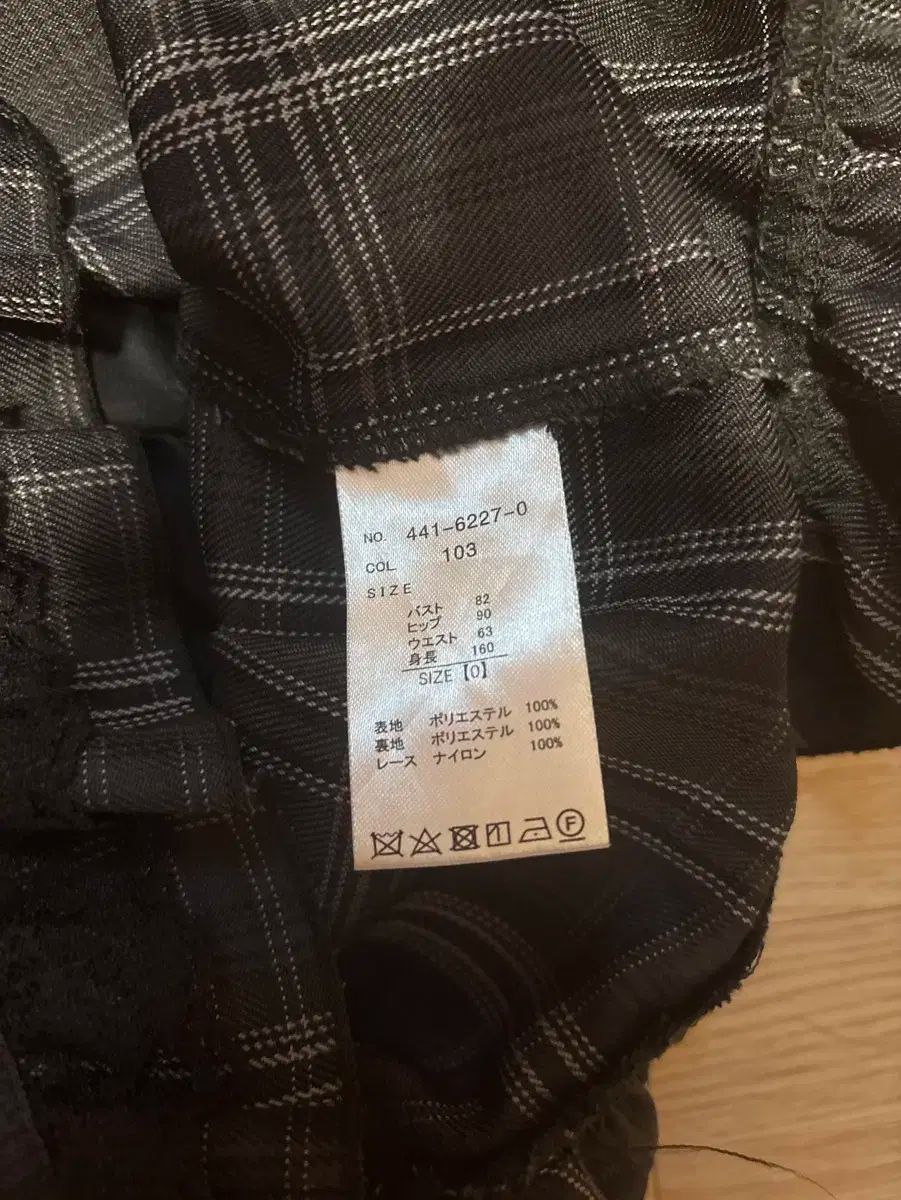 NO. 441-6227-0
COL 103
SIZE
バスト 82
ヒップ 90
ウエスト 63
身長 160
SIZE【0】
表地 ポリエステル 100%
裏地 ポリエステル 100%
レース ナイロン 100%
F